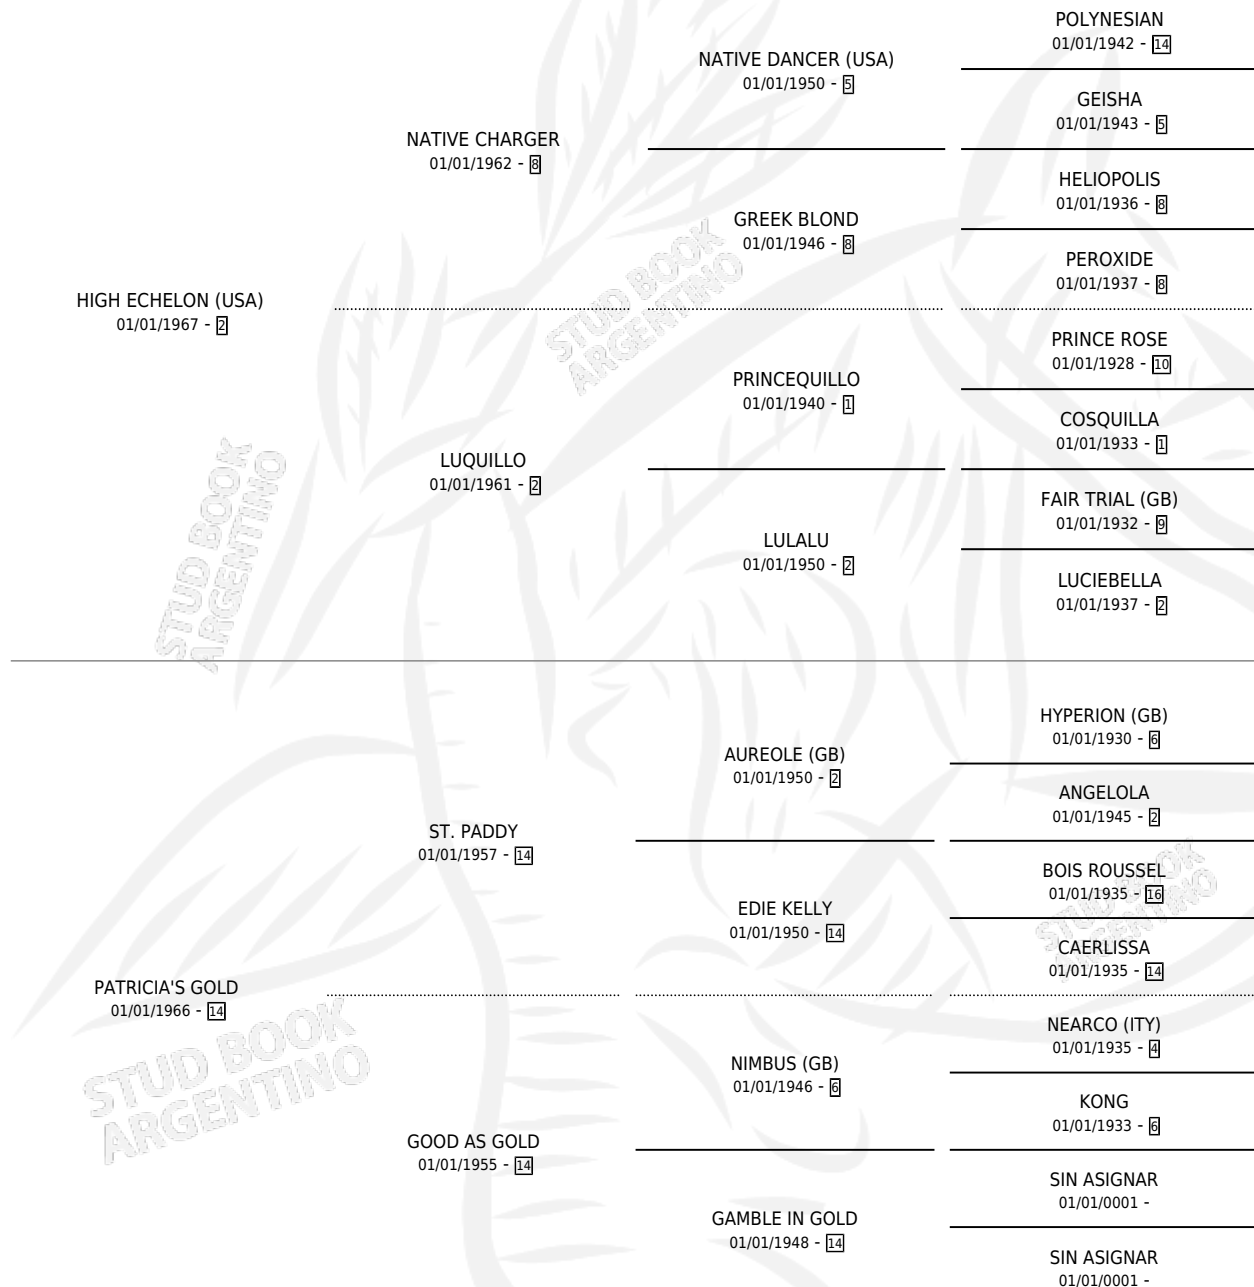 POLYNESIAN
01/01/1942 - 14
NATIVE DANCER (USA)
01/01/1950 - 5
GEISHA
01/01/1943 - 5
NATIVE CHARGER
01/01/1962 - 8
HELIOPOLIS
01/01/1936 - 8
GREEK BLOND
01/01/1946 - 8
PEROXIDE
01/01/1937 - 8
HIGH ECHELON (USA)
01/01/1967 - 2
PRINCE ROSE
01/01/1928 - 10
PRINCEQUILLO
01/01/1940 - 1
COSQUILLA
01/01/1933 - 1
LUQUILLO
01/01/1961 - 2
FAIR TRIAL (GB)
01/01/1932 - 9
LULALU
01/01/1950 - 2
LUCIEBELLA
01/01/1937 - 2
STUD BOOK
ARGENTINO
STUD BOOK
ARGENTINO
HYPERION (GB)
01/01/1930 - 6
AUREOLE (GB)
01/01/1950 - 2
ANGELOLA
01/01/1945 - 2
ST. PADDY
01/01/1957 - 14
BOIS ROUSSEL
01/01/1935 - 16
EDIE KELLY
01/01/1950 - 14
CAERLISSA
01/01/1935 - 14
STUD BOOK
ARGENTINO
PATRICIA'S GOLD
01/01/1966 - 14
NEARCO (ITY)
01/01/1935 - 4
NIMBUS (GB)
01/01/1946 - 6
KONG
01/01/1933 - 6
STUD BOOK
ARGENTINO
GOOD AS GOLD
01/01/1955 - 14
SIN ASIGNAR
01/01/0001 -
GAMBLE IN GOLD
01/01/1948 - 14
SIN ASIGNAR
01/01/0001 -